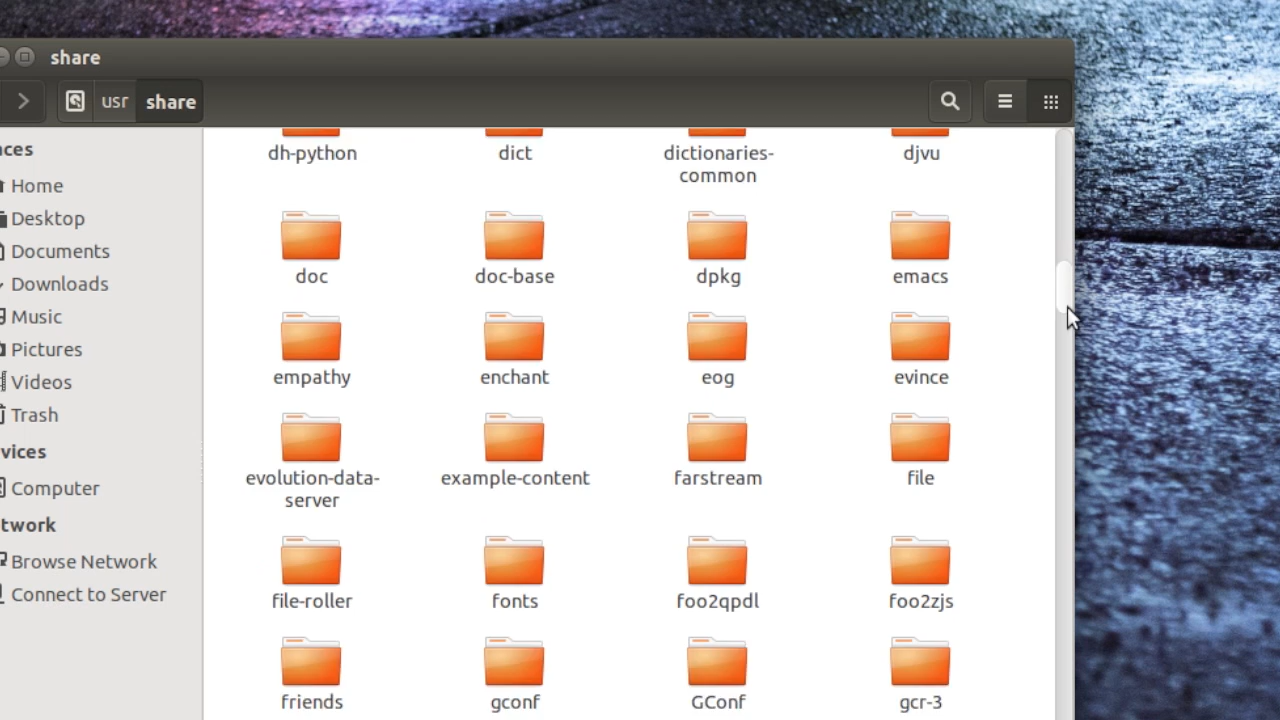 share
usr
share
ces
Home
Desktop
Documents
Downloads
Music
Pictures
Videos
Trash
vices
Computer
twork
Browse Network
Connect to Server
dh-python
dict
dictionaries-
common
djvu
doc
doc-base
dpkg
emacs
empathy
enchant
eog
evince
evolution-data-
server
example-content
farstream
file
file-roller
fonts
foo2qpdl
foo2zjs
friends
gconf
GConf
gcr-3